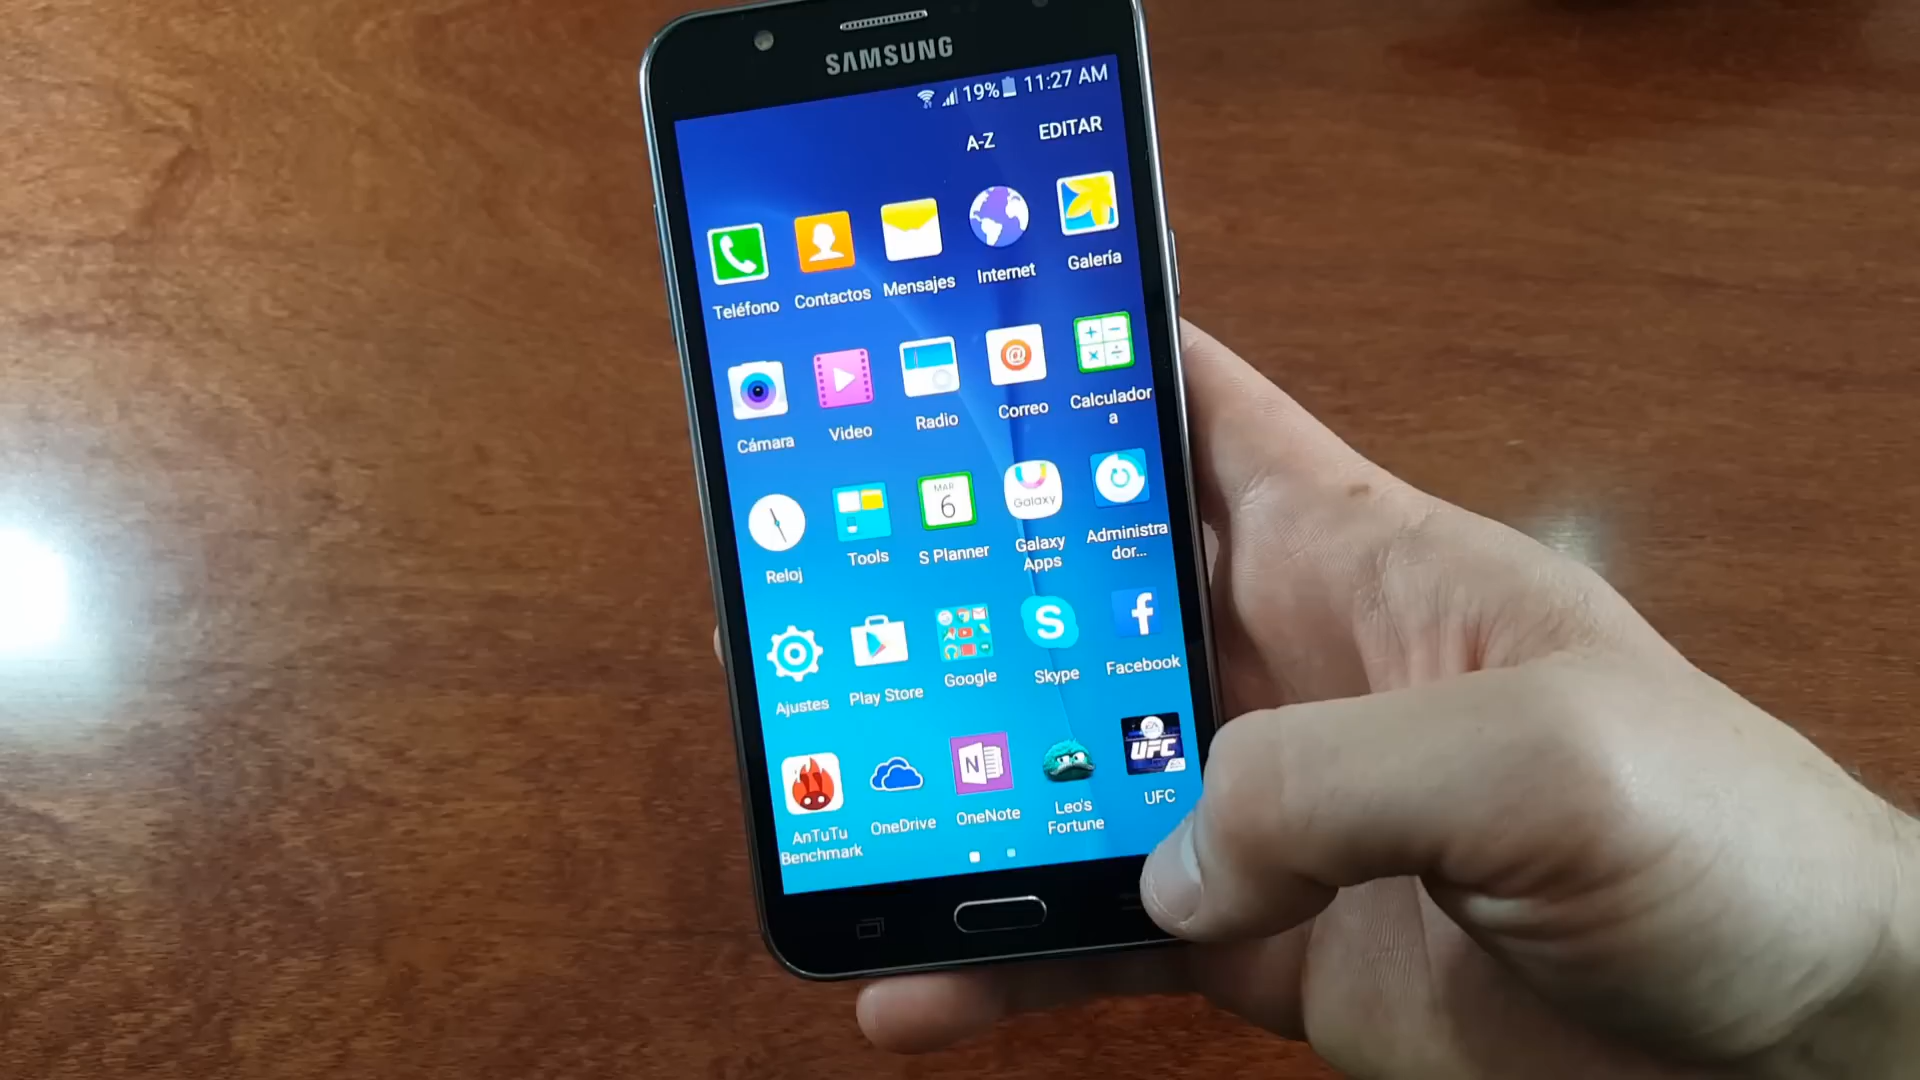 SAMSUNG
19% 11:27 AM
A-Z EDITAR
Teléfono Contactos Mensajes Internet Galería
Cámara Video Radio Correo Calculador
a
MAR
6
Galaxy
Reloj Tools S Planner Galaxy
Apps
Administra
dor...
Ajustes Play Store Google Skype Facebook
N
EA
UFC
AnTuTu
Benchmark
OneDrive OneNote Leo's
Fortune
UFC